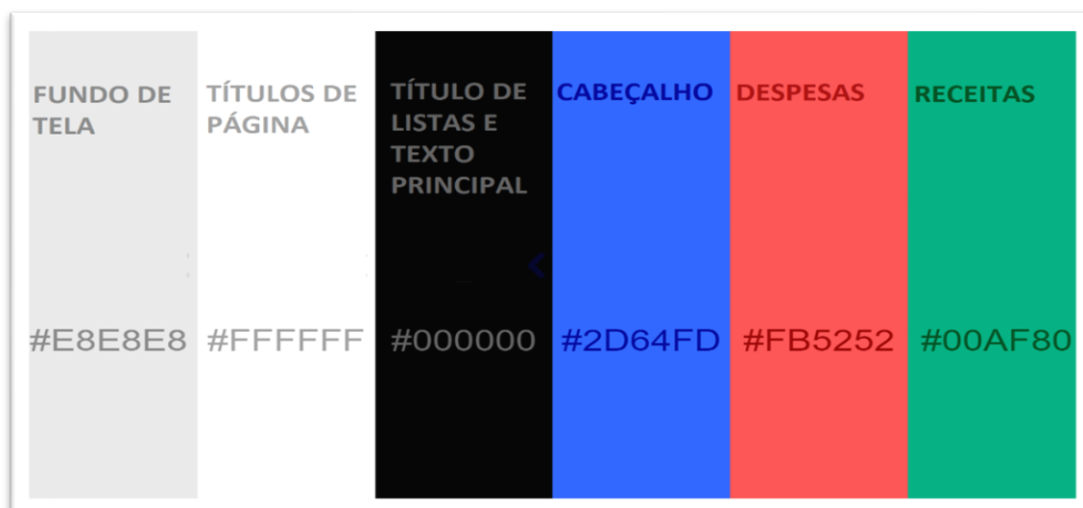 FUNDO DE
TELA
TÍTULOS DE
PÁGINA
TÍTULO DE
LISTAS E
TEXTO
PRINCIPAL
CABEÇALHO
DESPESAS
RECEITAS
#E8E8E8
#FFFFFF
#000000
#2D64FD
#FB5252
#00AF80